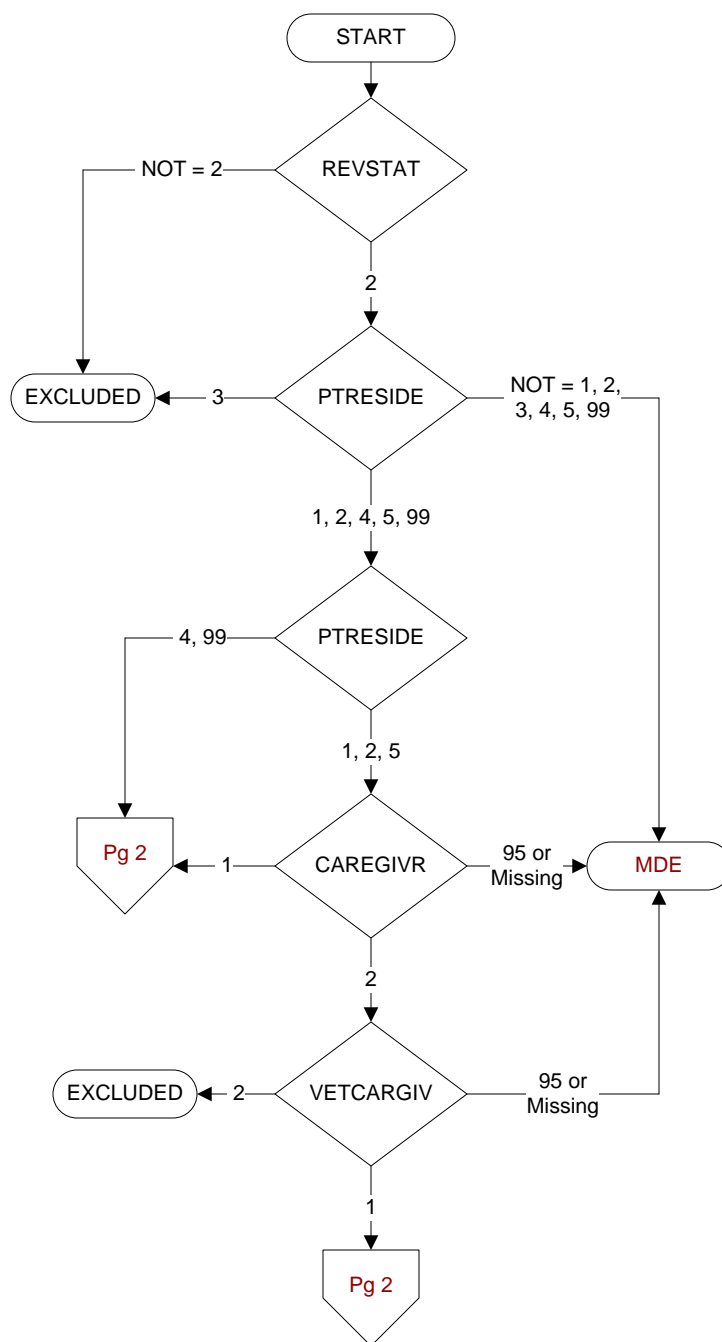 START
NOT = 2
REVSTAT
2
EXCLUDED
3
PTRESIDE
NOT = 1, 2,
3, 4, 5, 99
1, 2, 4, 5, 99
4, 99
PTRESIDE
1, 2, 5
Pg 2
1
CAREGIVR
95 or
Missing
MDE
2
EXCLUDED
2
VETCARGIV
95 or
Missing
1
Pg 2